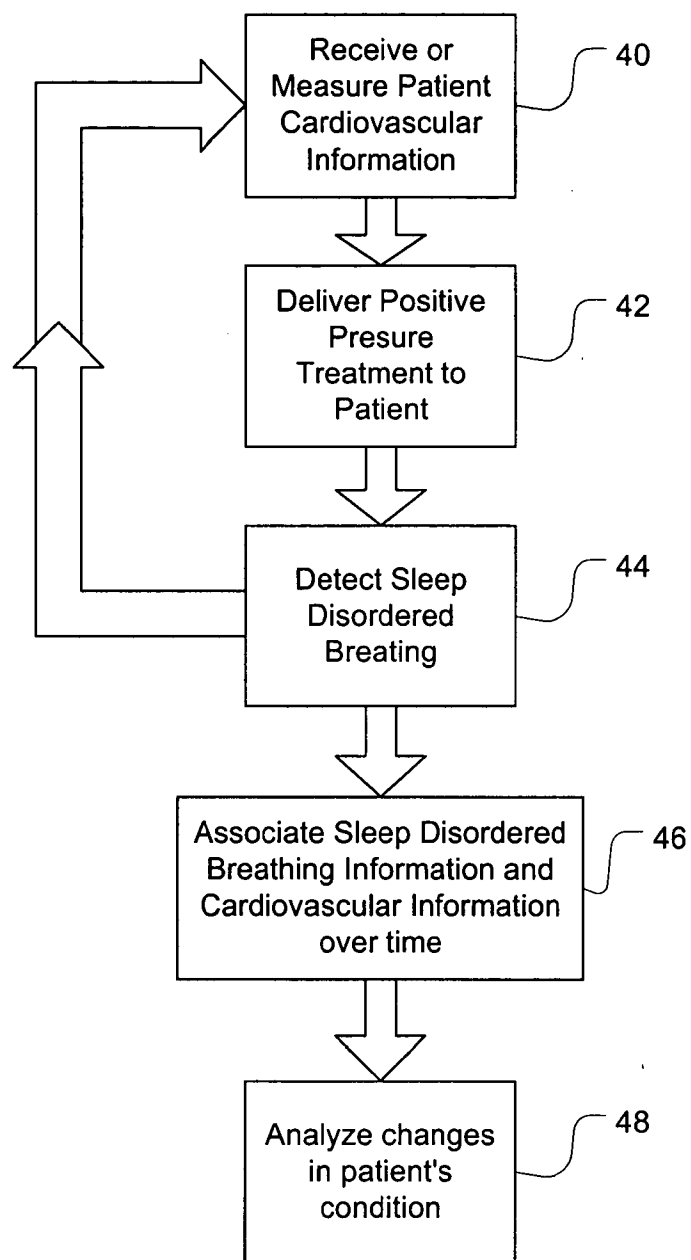 Receive or
Measure Patient
Cardiovascular
Information
40
Deliver Positive
Presure
Treatment to
Patient
42
Detect Sleep
Disordered
Breating
44
Associate Sleep Disordered
Breathing Information and
Cardiovascular Information
over time
46
Analyze changes
in patient's
condition
48